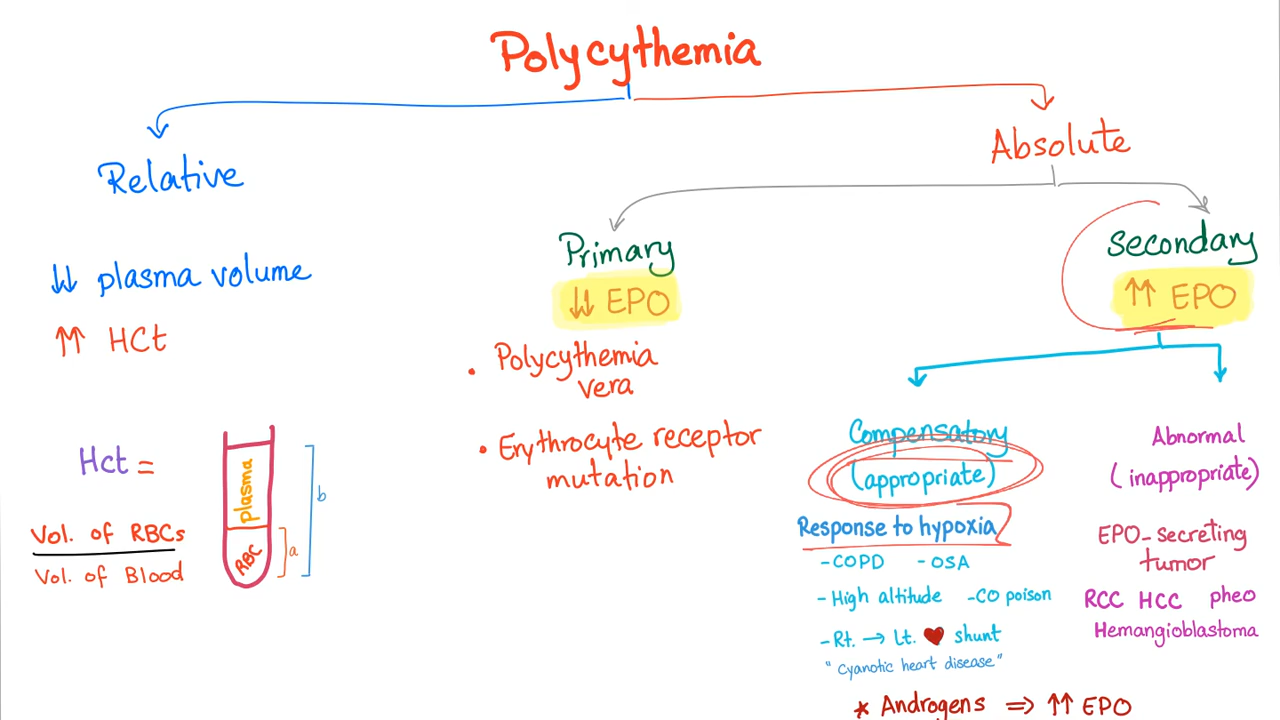 Polycythemia
Relative
↓↓ plasma volume
↑↑ HCt
Hct =
Vol. of RBCs
Vol. of Blood
plasma
RBC
a
b
Absolute
Primary
↓↓ EPO
• Polycythemia
vera
• Erythrocyte receptor
mutation
Secondary
↑↑ EPO
Compensatory
(appropriate)
Response to hypoxia
-COPD -OSA
-High altitude -CO poison
-Rt. → Lt. ♥ shunt
"Cyanotic heart disease"
* Androgens ⇒ ↑↑ EPO
Abnormal
(inappropriate)
EPO-secreting
tumor
RCC HCC pheo
Hemangioblastoma